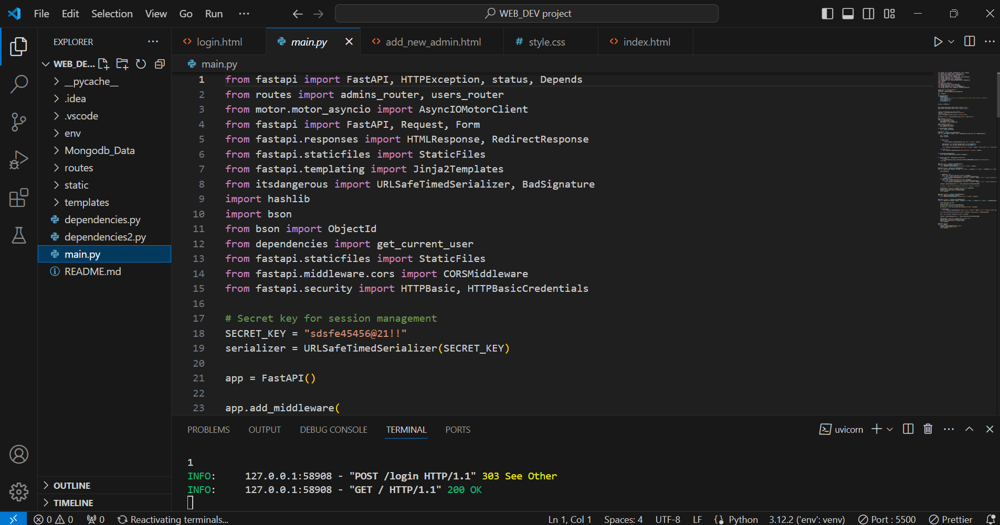 File Edit Selection View Go Run ···
WEB_DEV project
EXPLORER
WEB_DE...
__pycache__
.idea
.vscode
env
Mongodb_Data
routes
static
templates
dependencies.py
dependencies2.py
main.py
README.md
OUTLINE
TIMELINE
login.html
main.py
add_new_admin.html
# style.css
index.html
main.py
1 from fastapi import FastAPI, HTTPException, status, Depends
2 from routes import admins_router, users_router
3 from motor.motor_asyncio import AsyncIOMotorClient
4 from fastapi import FastAPI, Request, Form
5 from fastapi.responses import HTMLResponse, RedirectResponse
6 from fastapi.staticfiles import StaticFiles
7 from fastapi.templating import Jinja2Templates
8 from itsdangerous import URLSafeTimedSerializer, BadSignature
9 import hashlib
10 import bson
11 from bson import ObjectId
12 from dependencies import get_current_user
13 from fastapi.staticfiles import StaticFiles
14 from fastapi.middleware.cors import CORSMiddleware
15 from fastapi.security import HTTPBasic, HTTPBasicCredentials
16
17 # Secret key for session management
18 SECRET_KEY = "sdsfe45456@21!!"
19 serializer = URLSafeTimedSerializer(SECRET_KEY)
20
21 app = FastAPI()
22
23 app.add_middleware(
PROBLEMS OUTPUT DEBUG CONSOLE TERMINAL PORTS
uvicorn
1
INFO: 127.0.0.1:58908 - "POST /login HTTP/1.1" 303 See Other
INFO: 127.0.0.1:58908 - "GET / HTTP/1.1" 200 OK
0 0 0 Reactivating terminals...
Ln 1, Col 1 Spaces: 4 UTF-8 LF Python 3.12.2 ('env': venv) Port : 5500 Prettier